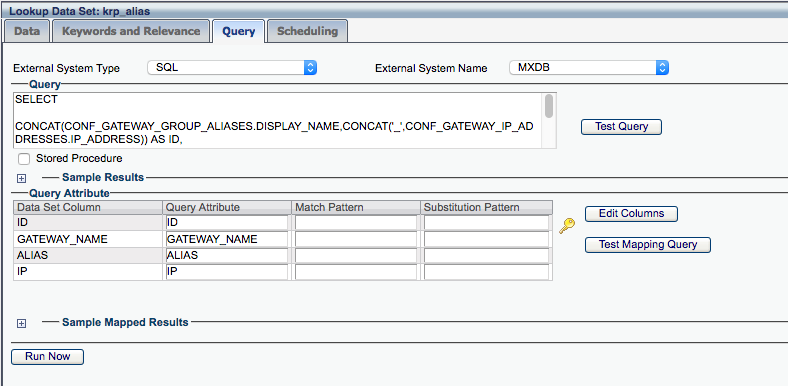 Lookup Data Set: krp_alias
Data Keywords and Relevance Query Scheduling
External System Type SQL External System Name MXDB
Query
SELECT
CONCAT(CONF_GATEWAY_GROUP_ALIASES.DISPLAY_NAME,CONCAT('_',CONF_GATEWAY_IP_AD
DRESSES.IP_ADDRESS)) AS ID,
Test Query
Stored Procedure
Sample Results
Query Attribute
Data Set Column Query Attribute Match Pattern Substitution Pattern
ID ID
GATEWAY_NAME GATEWAY_NAME
ALIAS ALIAS
IP IP
Edit Columns
Test Mapping Query
Sample Mapped Results
Run Now